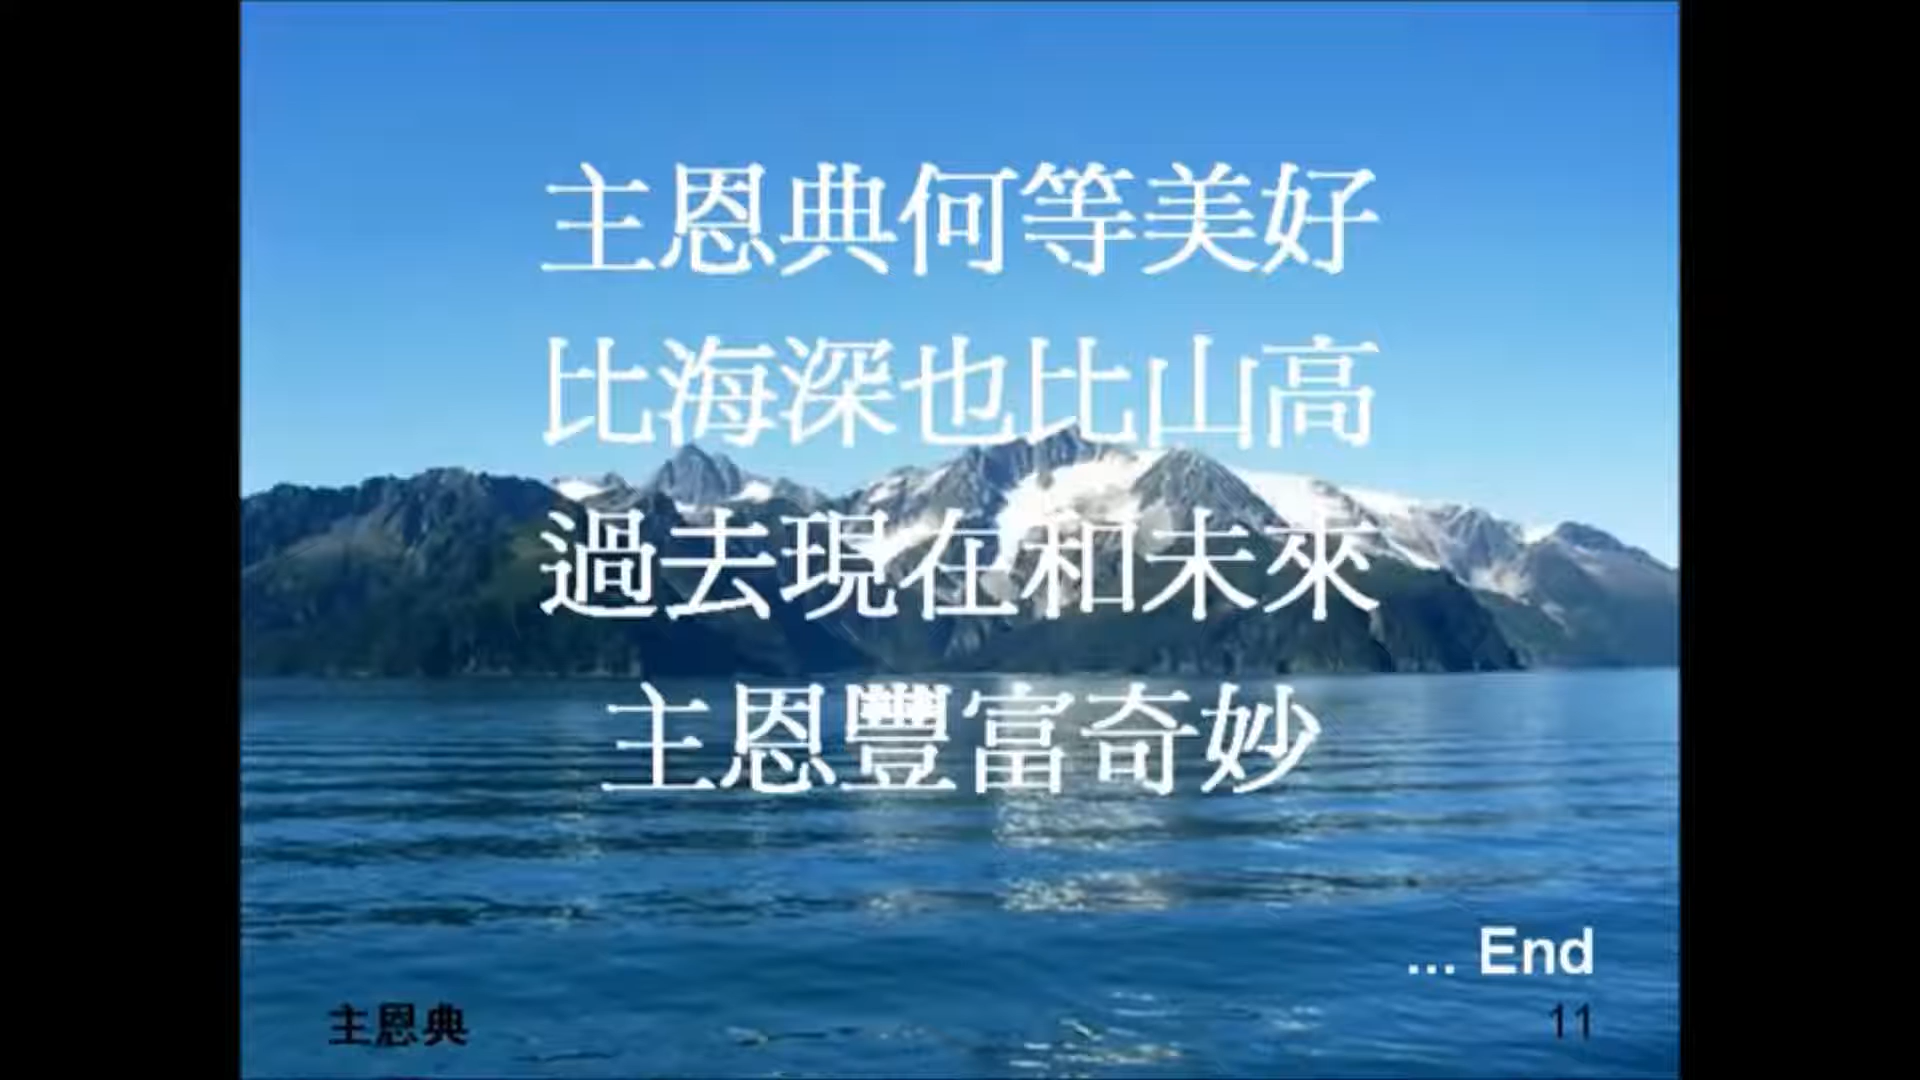 主恩典何等美好
比海深也比山高
過去現在和未來
主恩豐富奇妙
... End
主恩典
11